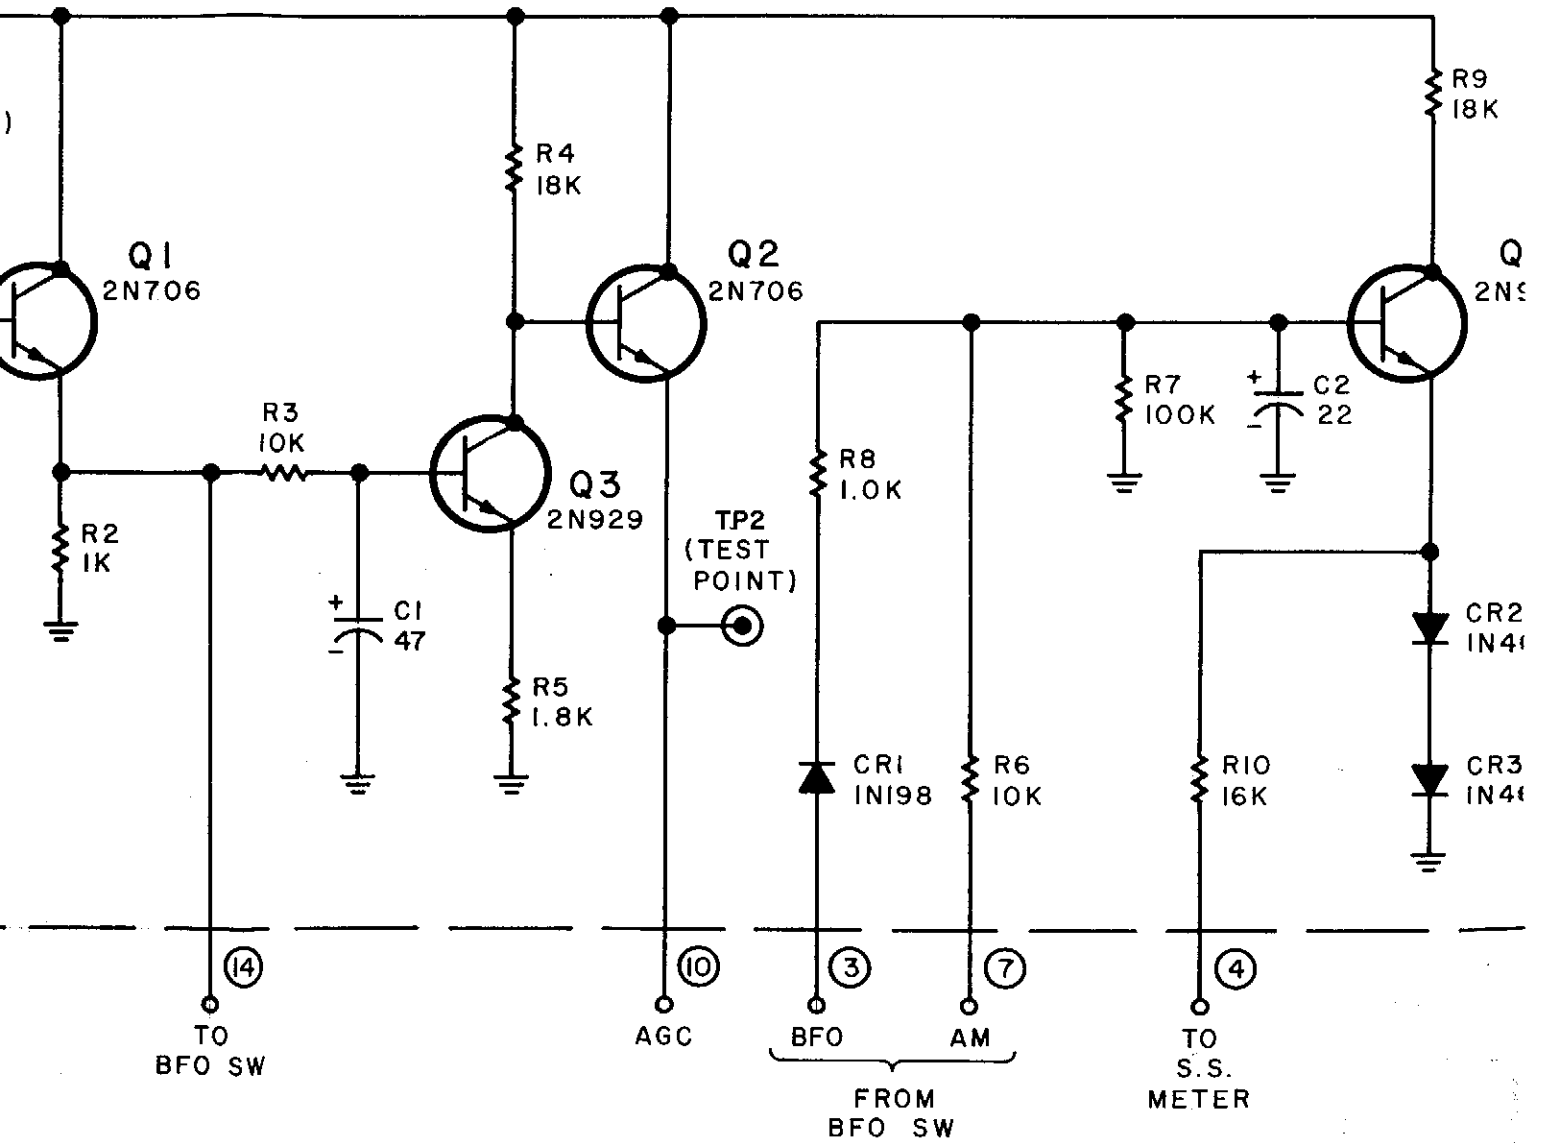 )
R9
18K
R4
18K
Q1
2N706
Q2
2N706
Q
R3
10K
R7
100K
+
-
C2
22
R8
1.0K
Q3
2N929
R2
1K
TP2
(TEST
POINT)
+
-
C1
47
CR2
R5
1.8K
CR1
1N198
R6
10K
R10
16K
CR3
14
10
3
7
4
TO
BFO SW
AGC
BFO
AM
TO
S.S.
METER
FROM
BFO SW